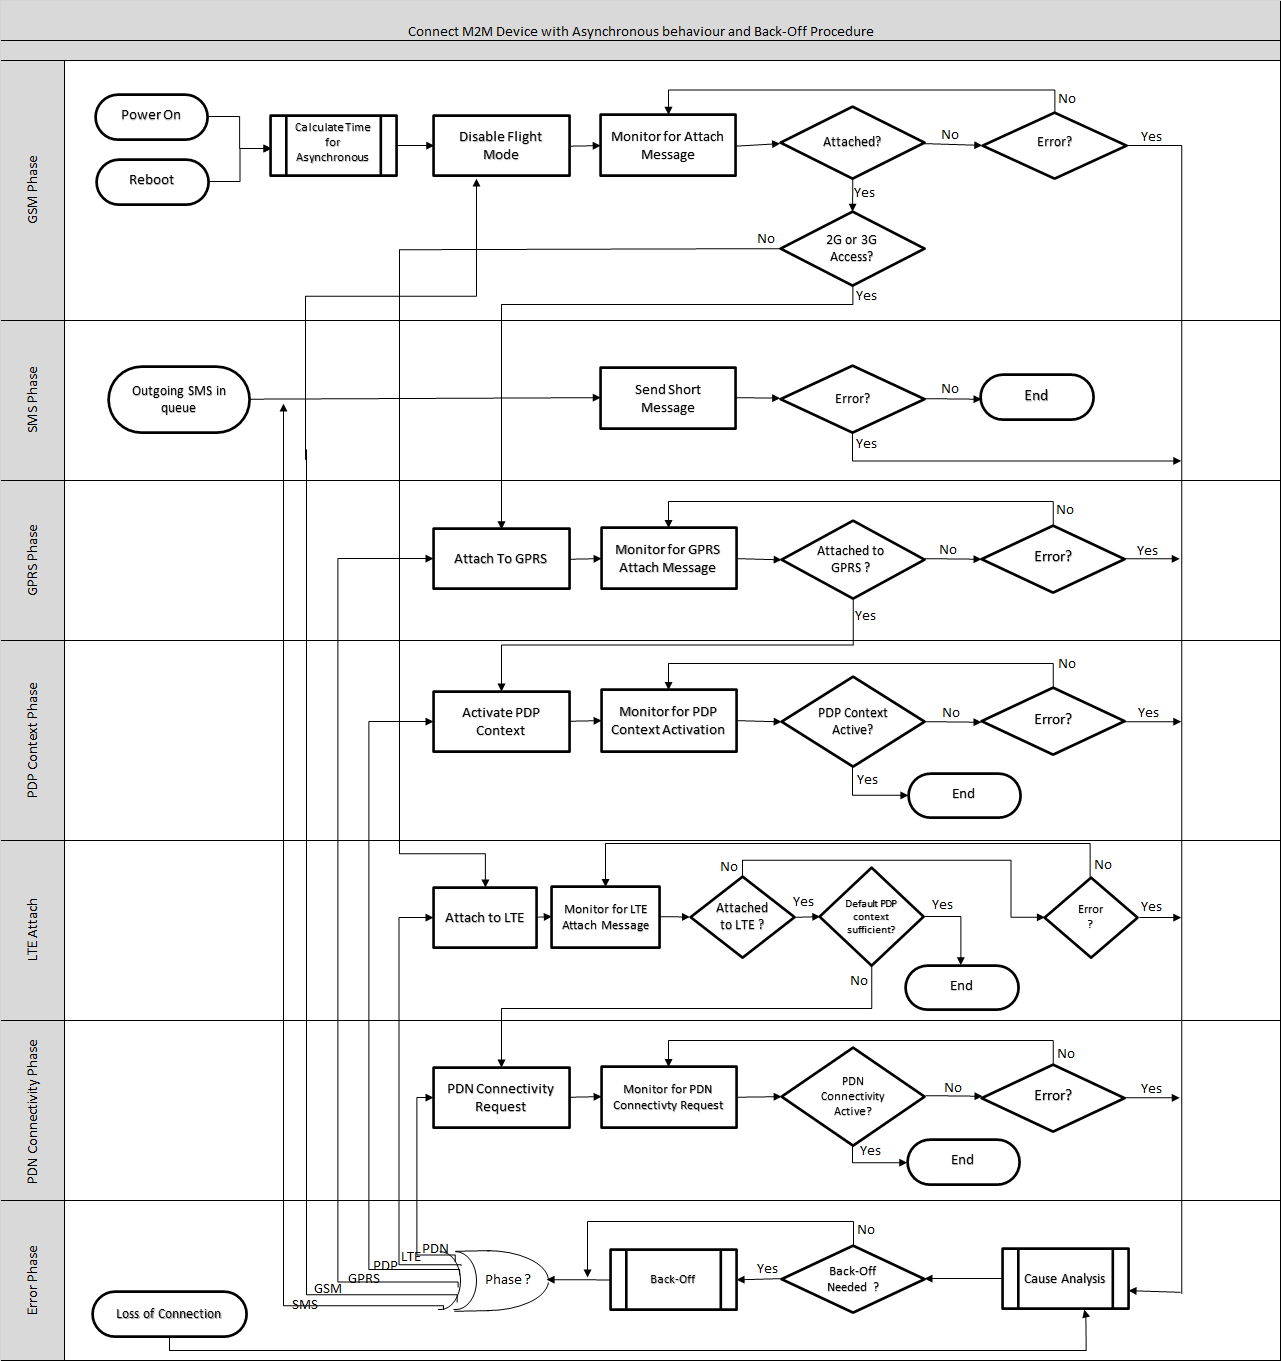 Connect M2M Device with Asynchronous behaviour and Back-Off Procedure
GSM Phase
Power On
Reboot
Calculate Time
for
Asynchronous
Disable Flight
Mode
Monitor for Attach
Message
Attached?
No
Error?
No
Yes
Yes
2G or 3G
Access?
No
Yes
SMS Phase
Outgoing SMS in
queue
Send Short
Message
Error?
No
End
Yes
GPRS Phase
Attach To GPRS
Monitor for GPRS
Attach Message
Attached to
GPRS ?
No
Error?
No
Yes
Yes
PDP Context Phase
Activate PDP
Context
Monitor for PDP
Context Activation
PDP Context
Active?
No
Error?
No
Yes
Yes
End
LTE Attach
Attach to LTE
Monitor for LTE
Attach Message
No
Attached
to LTE ?
Yes
Default PDP
context
sufficient?
Yes
No
End
No
Error
?
Yes
PDN Connectivity Phase
PDN Connectivity
Request
Monitor for PDN
Connectivty Request
PDN
Connectivity
Active?
No
Error?
No
Yes
Yes
End
Error Phase
PDN
LTE
PDP
GPRS
GSM
SMS
Phase ?
Back-Off
Yes
Back-Off
Needed ?
No
Cause Analysis
Loss of Connection